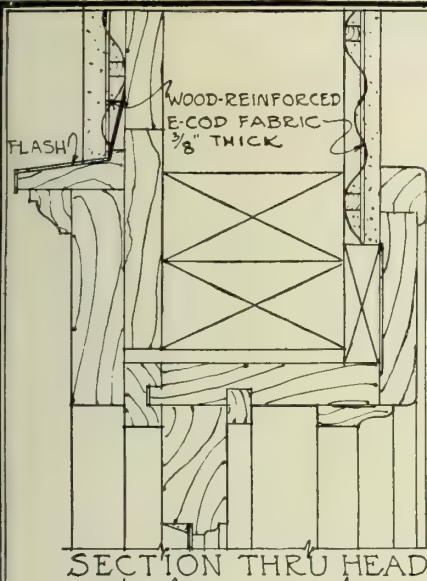 WOOD-REINFORCED
E-COD FABRIC
3/8" THICK
FLASH
SECTION THRU HEAD